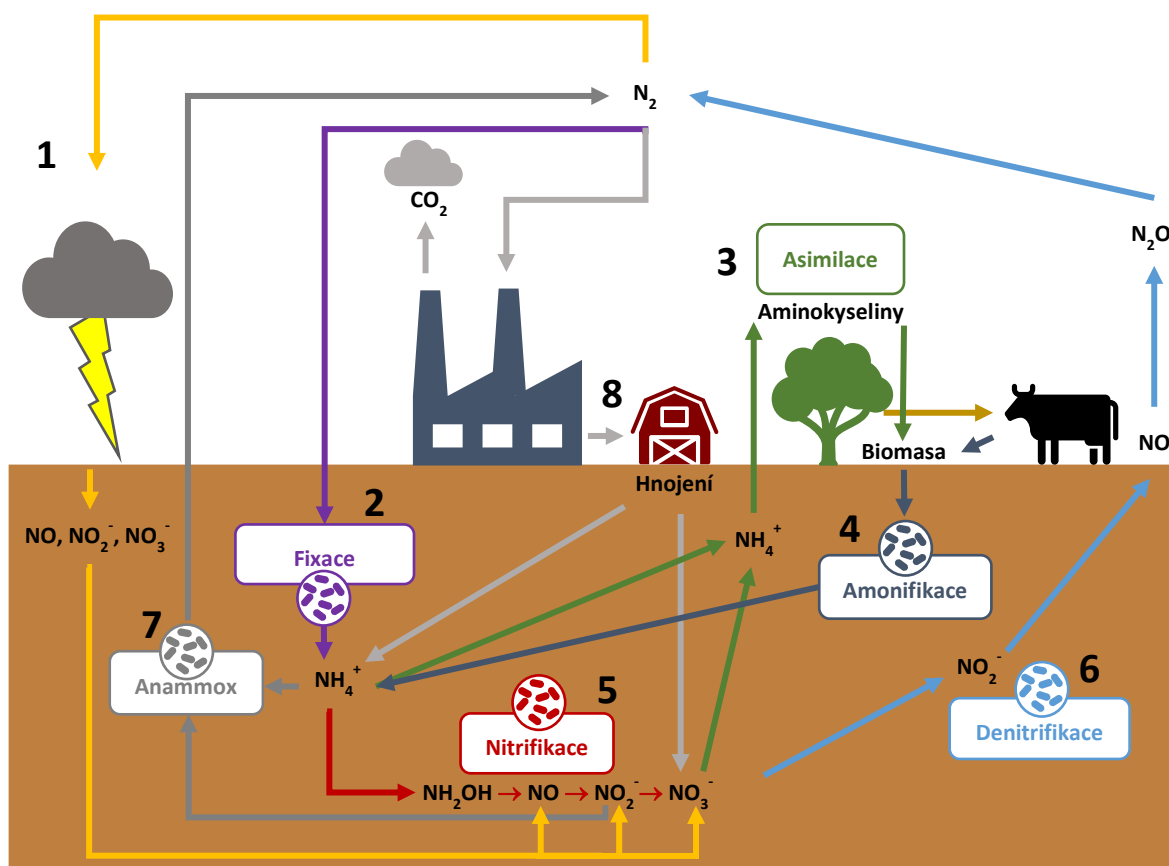 N₂
1
CO₂
N₂O
3
Asimilace
Aminokyseliny
8
Biomasa
NO
Hnojení
2
NO, NO₂⁻, NO₃⁻
NH₄⁺
4
Fixace
Amonifikace
7
NH₄⁺
Anammox
NO₂⁻
6
5
Nitrifikace
Denitrifikace
NH₂OH → NO → NO₂⁻ → NO₃⁻